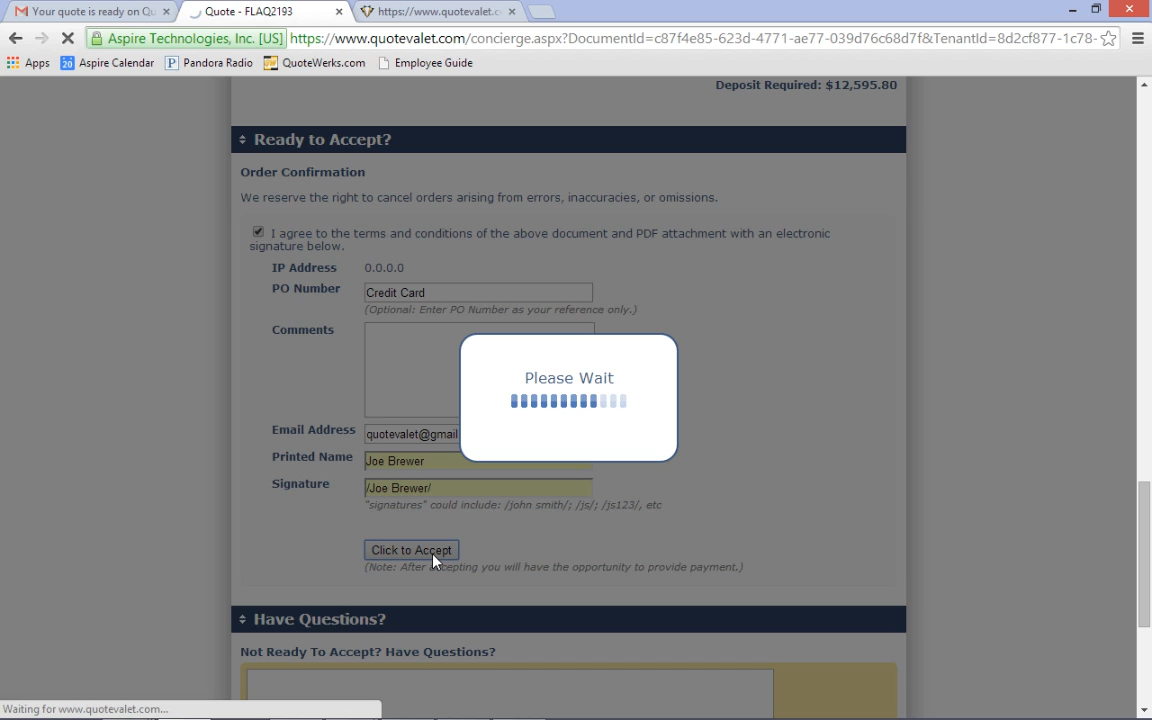 Your quote is ready on Qu
Quote - FLAQ2193
https://www.quotevalet.c
Aspire Technologies, Inc. [US]
https://www.quotevalet.com/concierge.aspx?DocumentId=c87f4e85-623d-4771-ae77-039d76c68d7f&TenantId=8d2cf877-1c78-
Apps
20
Aspire Calendar
Pandora Radio
QuoteWerks.com
Employee Guide
Deposit Required: $12,595.80
Ready to Accept?
Order Confirmation
We reserve the right to cancel orders arising from errors, inaccuracies, or omissions.
I agree to the terms and conditions of the above document and PDF attachment with an electronic
signature below.
IP Address 0.0.0.0
PO Number Credit Card
(Optional: Enter PO Number as your reference only.)
Comments
Please Wait
Email Address quotevalet@gmail
Printed Name Joe Brewer
Signature /Joe Brewer/
"signatures" could include: /john smith/; /js/; /js123/, etc
Click to Accept
(Note: After accepting you will have the opportunity to provide payment.)
Have Questions?
Not Ready To Accept? Have Questions?
Waiting for www.quotevalet.com...